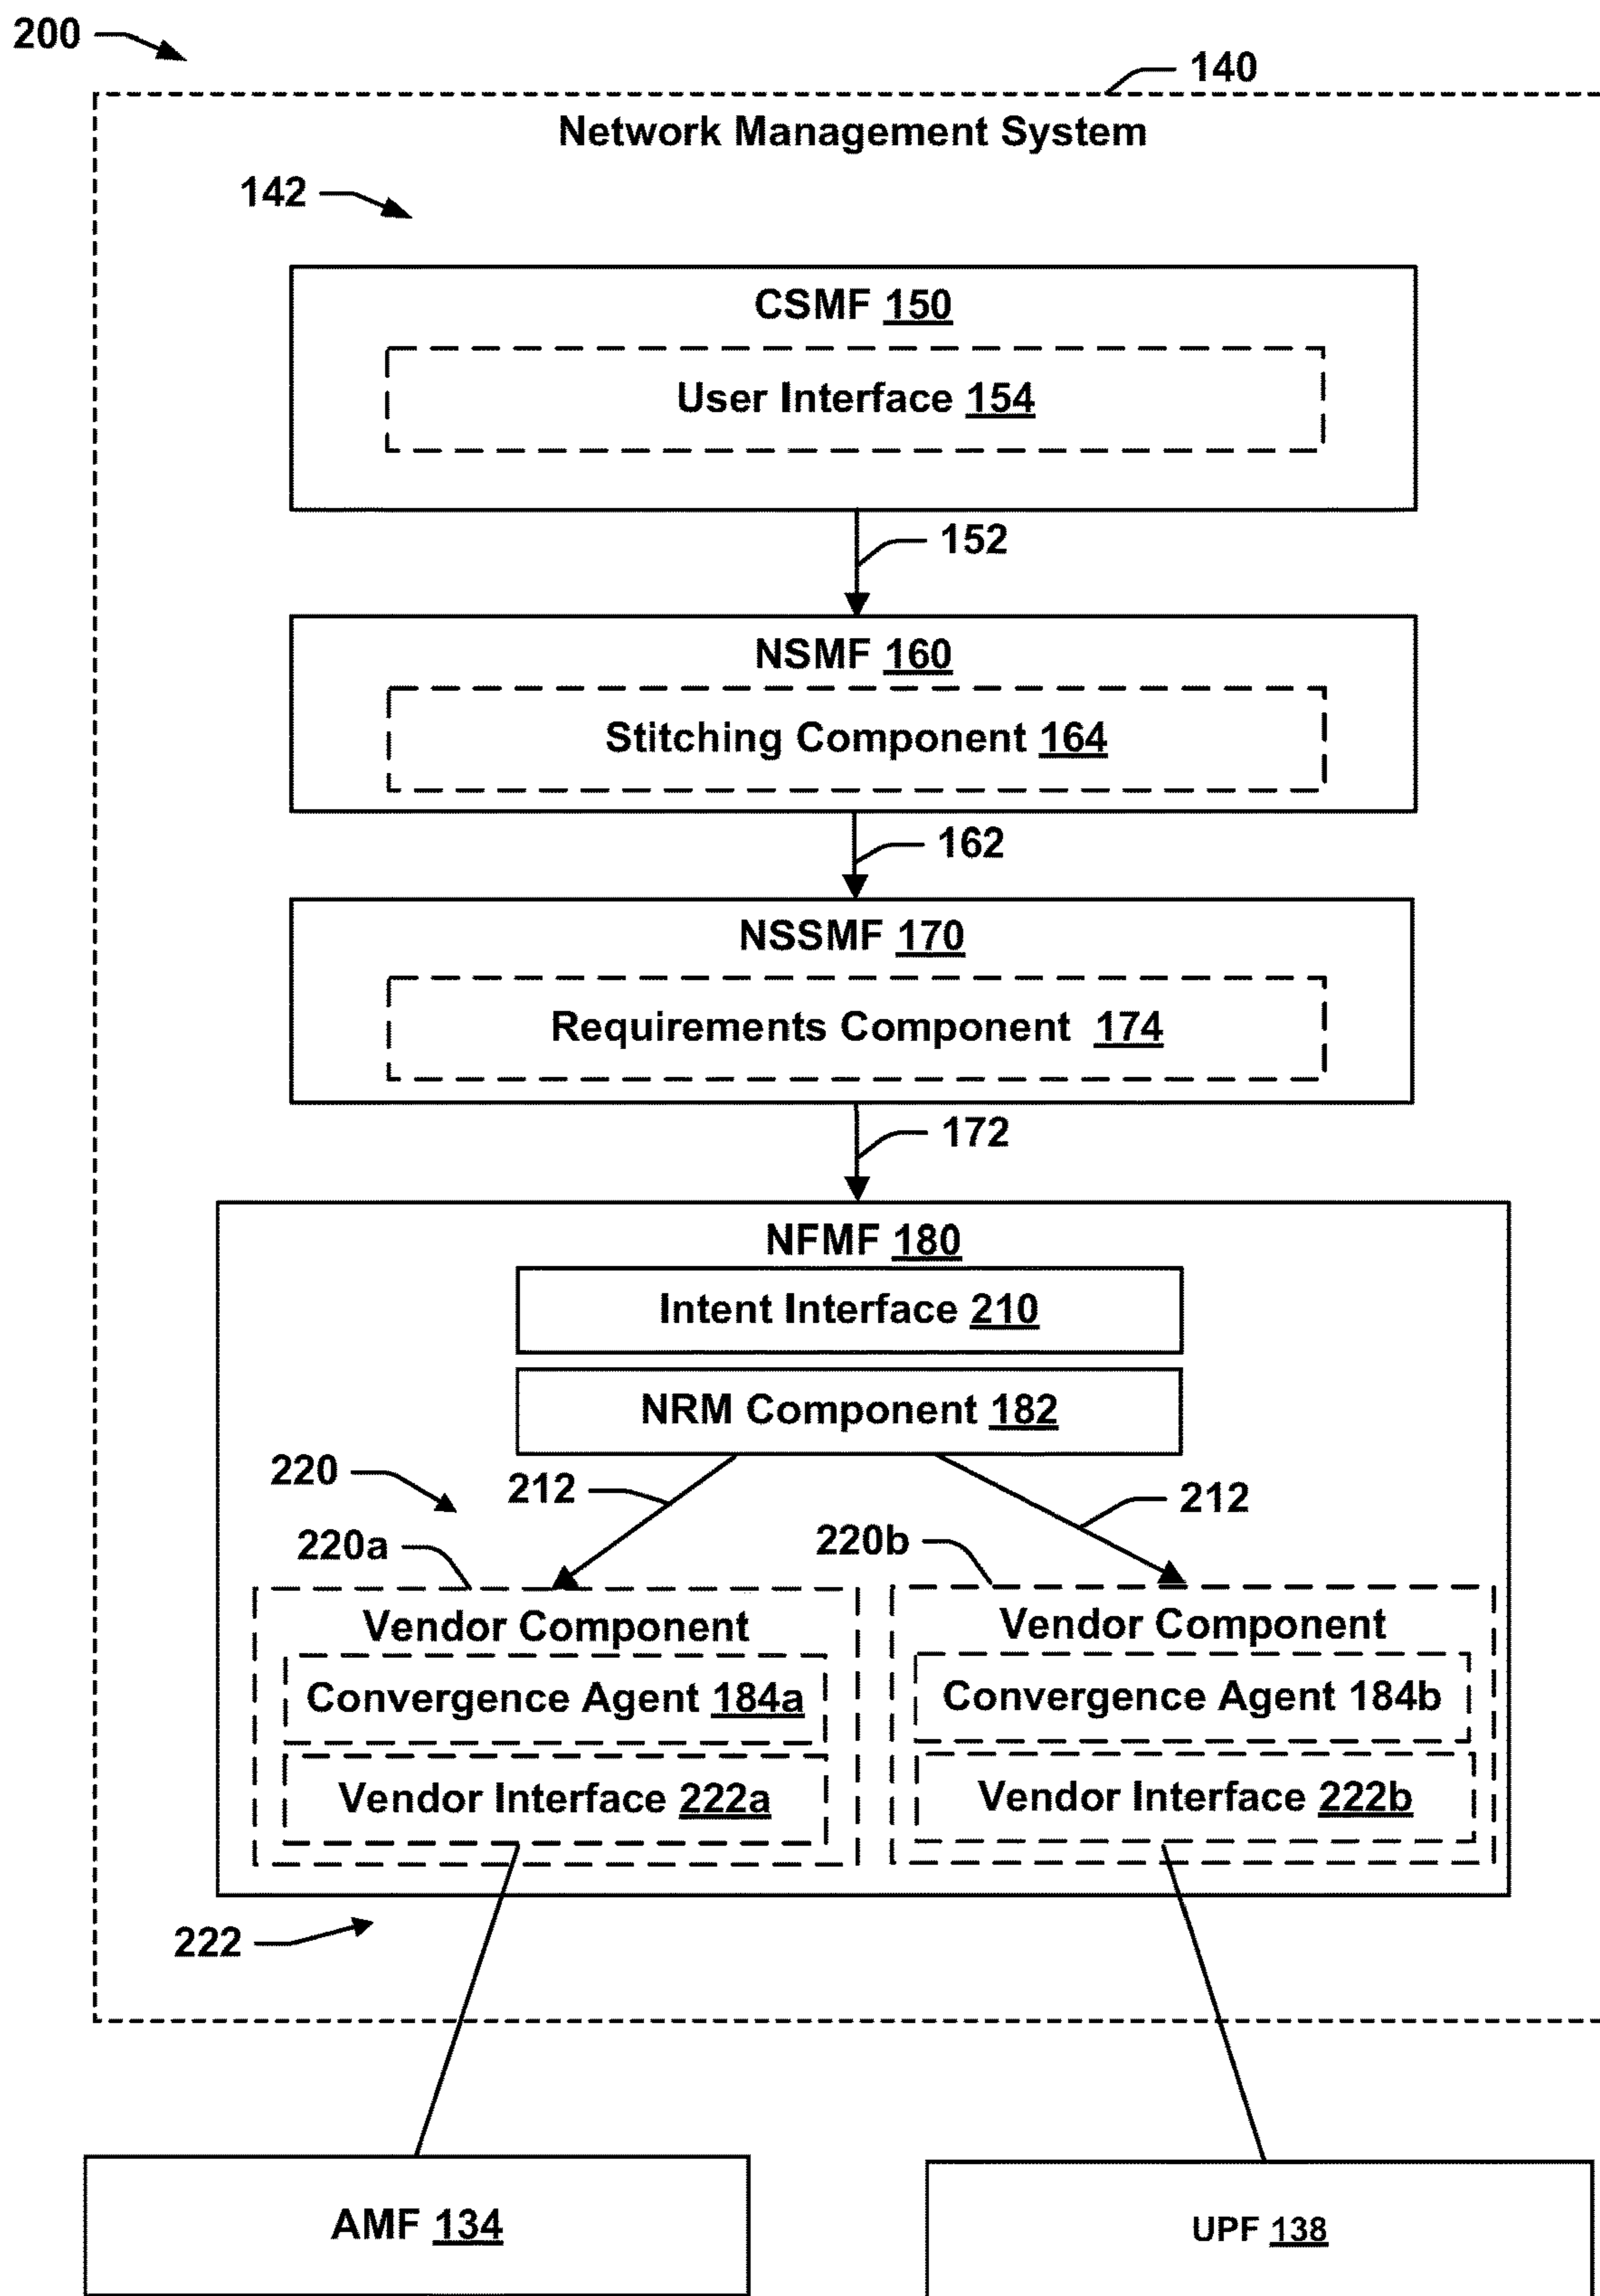 200
140
Network Management System
142
CSMF 150
User Interface 154
152
NSMF 160
Stitching Component 164
162
NSSMF 170
Requirements Component 174
172
NFMF 180
Intent Interface 210
NRM Component 182
220
212
212
220a
220b
Vendor Component
Vendor Component
Convergence Agent 184a
Convergence Agent 184b
Vendor Interface 222a
Vendor Interface 222b
222
AMF 134
UPF 138